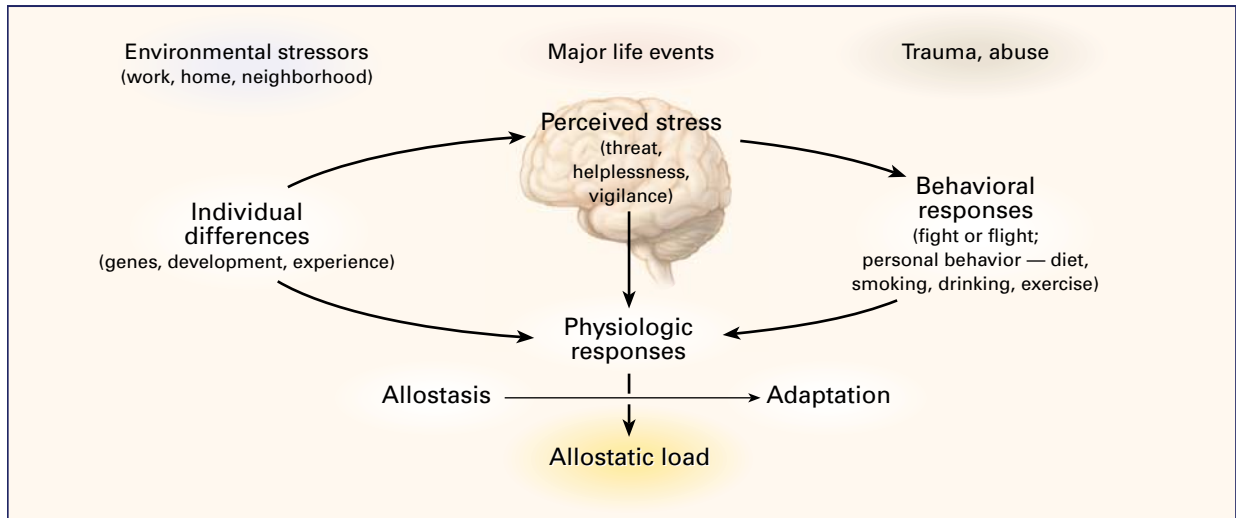 Environmental stressors
(work, home, neighborhood)
Major life events
Trauma, abuse
Perceived stress
(threat,
helplessness,
vigilance)
Individual
differences
(genes, development, experience)
Behavioral
responses
(fight or flight;
personal behavior — diet,
smoking, drinking, exercise)
Physiologic
responses
Allostasis
Adaptation
Allostatic load